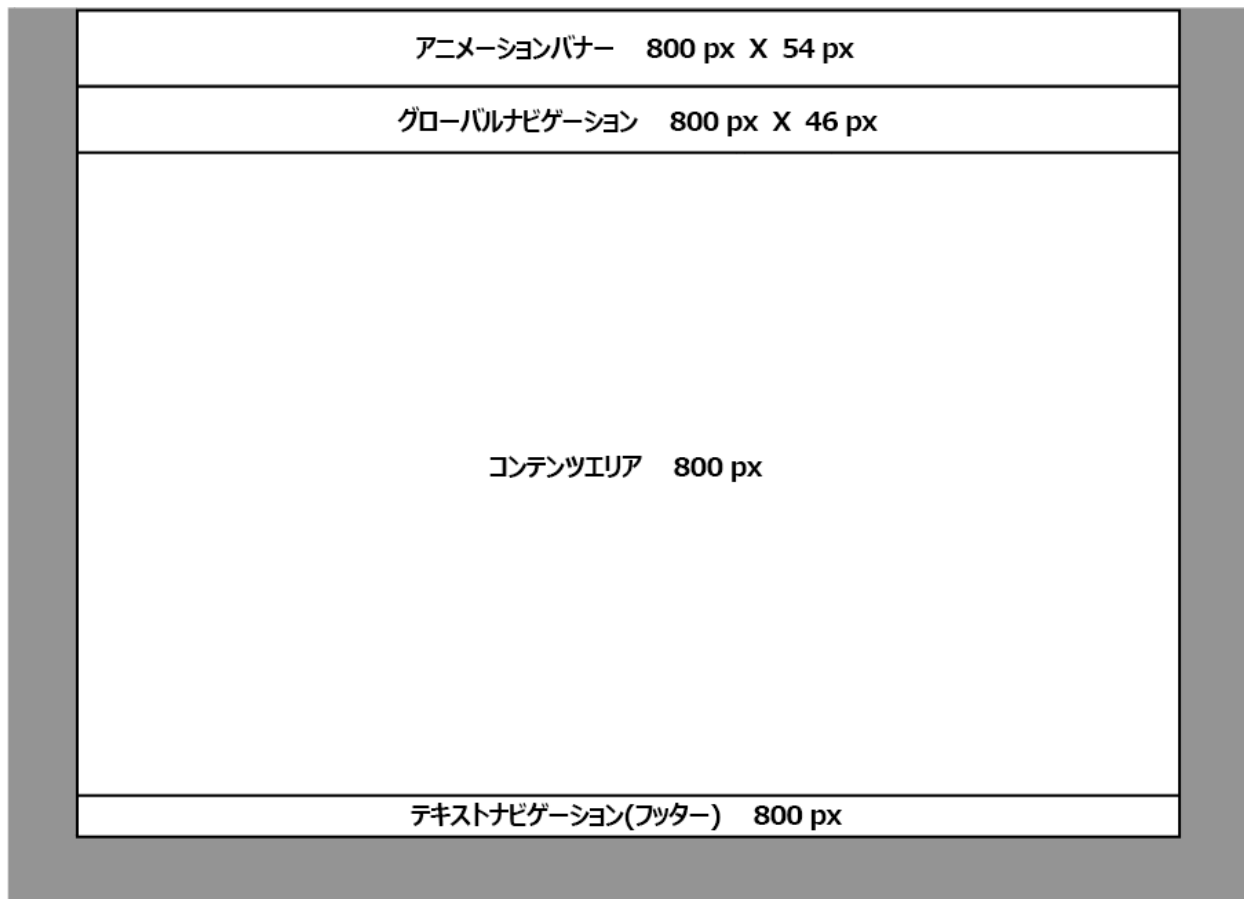 アニメーションバナー　800 px X 54 px
グローバルナビゲーション　800 px X 46 px
コンテンツエリア　800 px
テキストナビゲーション(フッター)　800 px